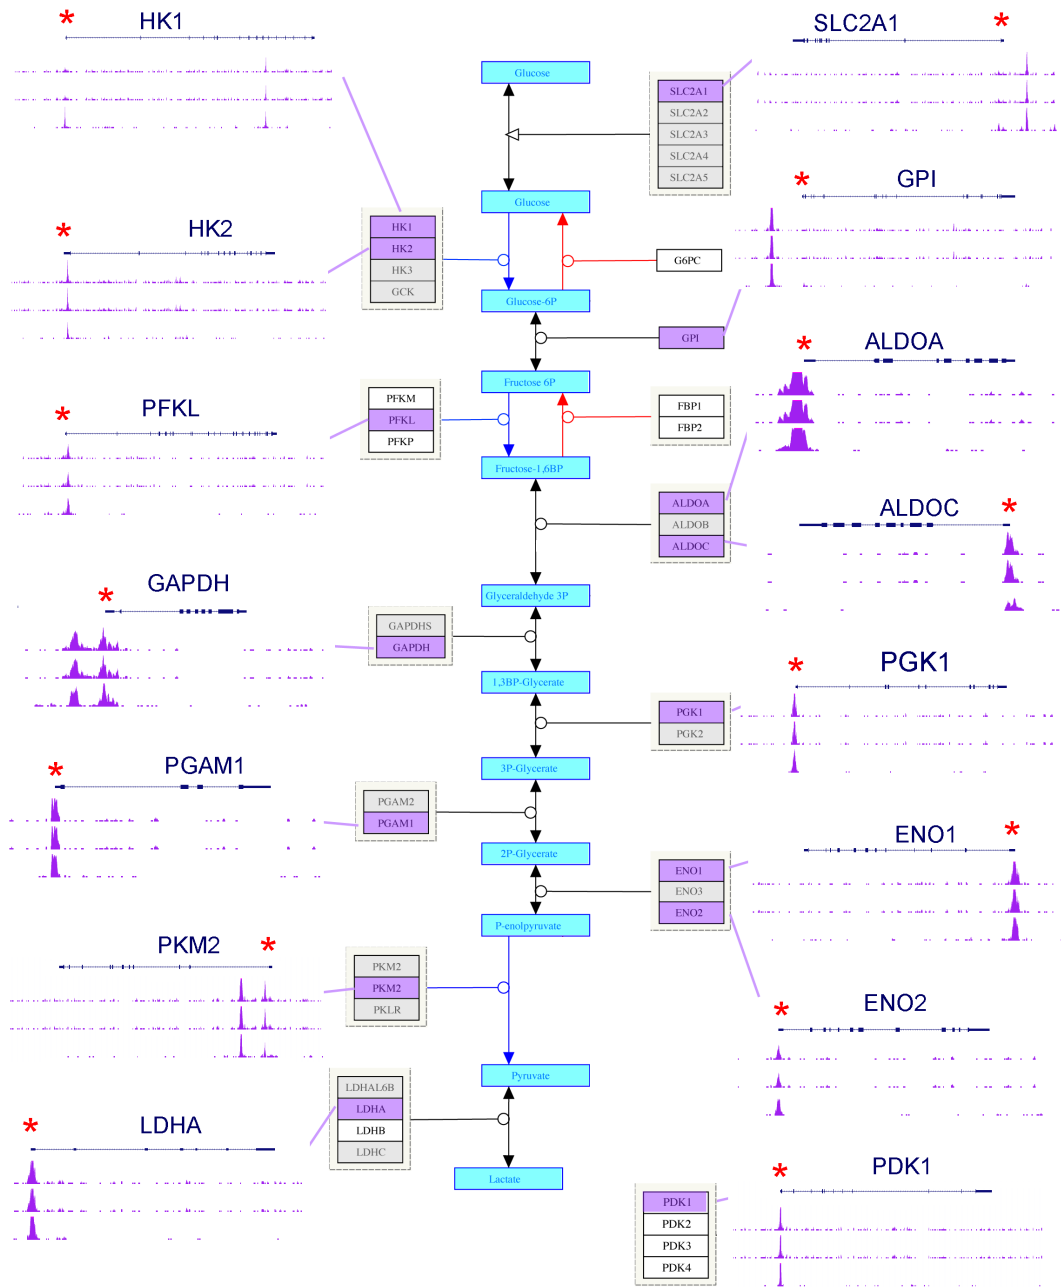 * HK1
SLC2A1 *
Glucose
SLC2A1
SLC2A2
SLC2A3
SLC2A4
SLC2A5
* GPI
Glucose
* HK2
HK1
HK2
HK3
GCK
G6PC
Glucose-6P
GPI
* ALDOA
Fructose 6P
* PFKL
PFKM
PFKL
PFKP
FBP1
FBP2
Fructose-1,6BP
ALDOA
ALDOB
ALDOC
ALDOC *
GAPDH
*
Glyceraldehyde 3P
GAPDHS
GAPDH
* PGK1
1,3BP-Glycerate
PGK1
PGK2
* PGAM1
3P-Glycerate
PGAM2
PGAM1
2P-Glycerate
ENO1 *
ENO1
ENO3
ENO2
P-enolpyruvate
PKM2 *
PKM2
PKM2
PKLR
* ENO2
Pyruvate
LDHAL6B
LDHA
LDHB
LDHC
* LDHA
Lactate
* PDK1
PDK1
PDK2
PDK3
PDK4